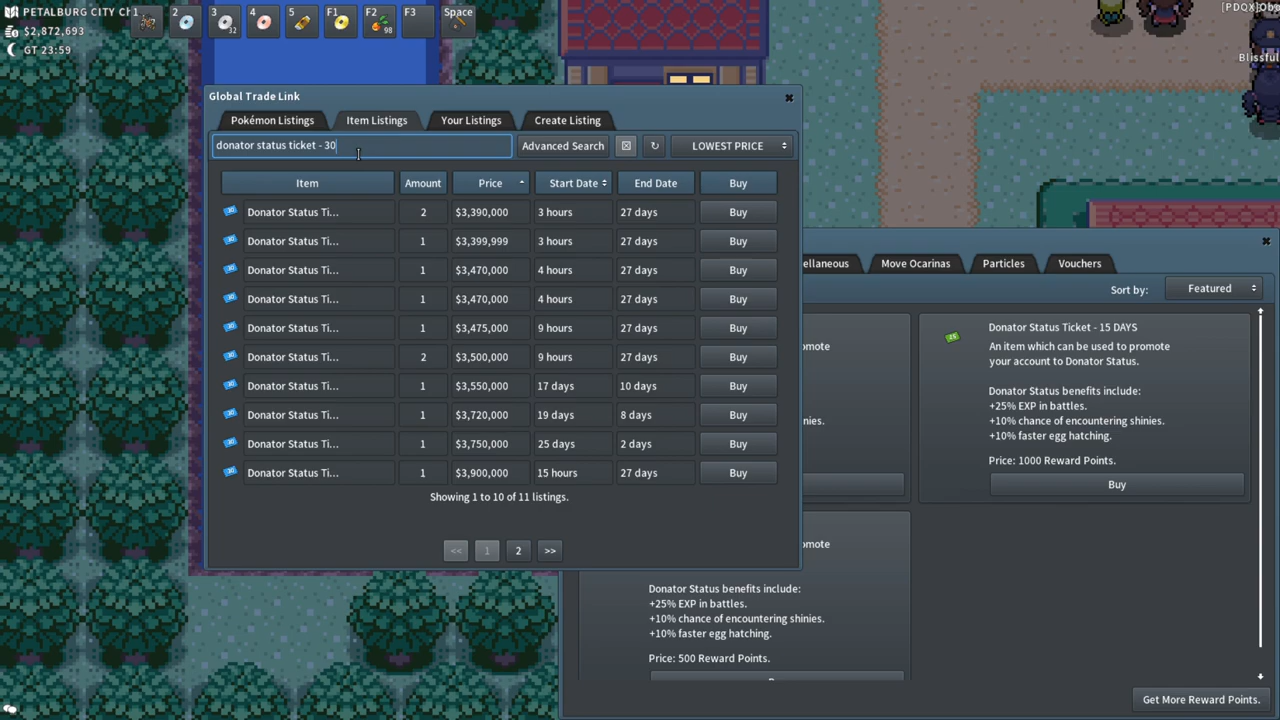 PETALBURG CITY Ch
$2,872,693
GT 23:59
1 2 3 4 5 F1 F2 F3 Space
32 98
[PDQX]Obo
Blissful
Global Trade Link
Pokémon Listings Item Listings Your Listings Create Listing
donator status ticket - 30 Advanced Search LOWEST PRICE
Item Amount Price Start Date End Date Buy
Donator Status Ti... 2 $3,390,000 3 hours 27 days Buy
Donator Status Ti... 1 $3,399,999 3 hours 27 days Buy
Donator Status Ti... 1 $3,470,000 4 hours 27 days Buy
Donator Status Ti... 1 $3,470,000 4 hours 27 days Buy
Donator Status Ti... 1 $3,475,000 9 hours 27 days Buy
Donator Status Ti... 2 $3,500,000 9 hours 27 days Buy
Donator Status Ti... 1 $3,550,000 17 days 10 days Buy
Donator Status Ti... 1 $3,720,000 19 days 8 days Buy
Donator Status Ti... 1 $3,750,000 25 days 2 days Buy
Donator Status Ti... 1 $3,900,000 15 hours 27 days Buy
Showing 1 to 10 of 11 listings.
<< 1 2 >>
ellaneous Move Ocarinas Particles Vouchers
Sort by: Featured
omote
nies.
Donator Status Ticket - 15 DAYS
An item which can be used to promote
your account to Donator Status.
Donator Status benefits include:
+25% EXP in battles.
+10% chance of encountering shinies.
+10% faster egg hatching.
Price: 1000 Reward Points.
Buy
omote
Donator Status benefits include:
+25% EXP in battles.
+10% chance of encountering shinies.
+10% faster egg hatching.
Price: 500 Reward Points.
Get More Reward Points.